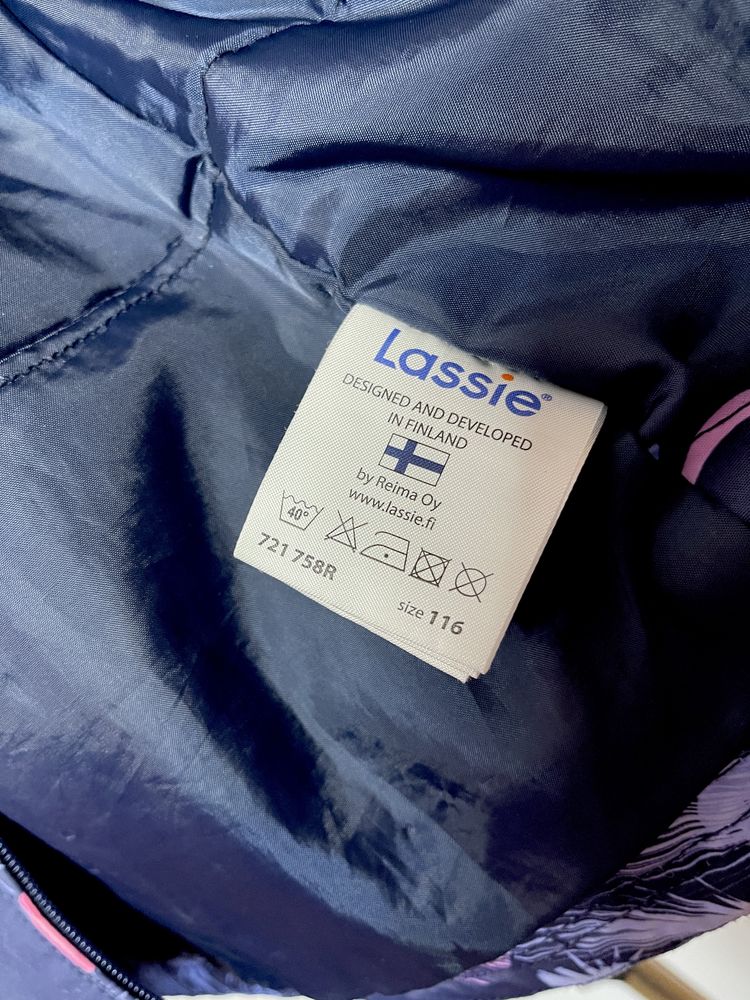 Lassie®
DESIGNED AND DEVELOPED
IN FINLAND
by Reima Oy
www.lassie.fi
40°
721 758R
size 116